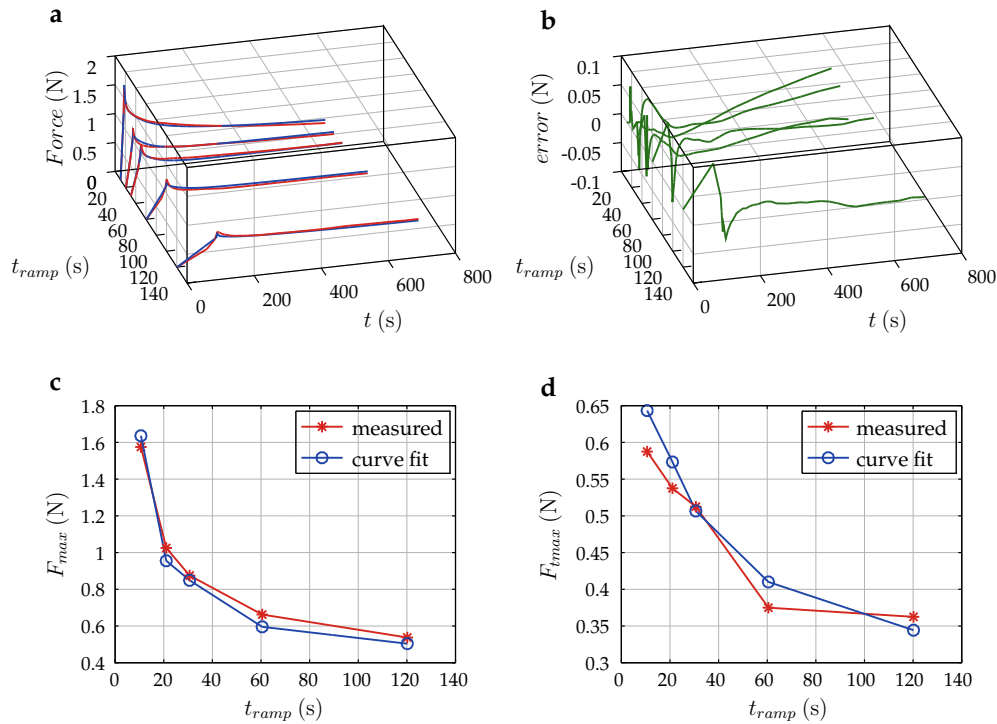 a
Force (N)
2
1.5
1
0.5
0
0
20
40
60
80
100
120
140
t_ramp (s)
0
200
400
600
800
t (s)
b
error (N)
0.1
0.05
0
-0.05
-0.1
0
20
40
60
80
100
120
140
t_ramp (s)
0
200
400
600
800
t (s)
c
F_max (N)
1.8
1.6
1.4
1.2
1
0.8
0.6
0.4
measured
curve fit
0 20 40 60 80 100 120 140
t_ramp (s)
d
F_tmax (N)
0.65
0.6
0.55
0.5
0.45
0.4
0.35
0.3
measured
curve fit
0 20 40 60 80 100 120 140
t_ramp (s)